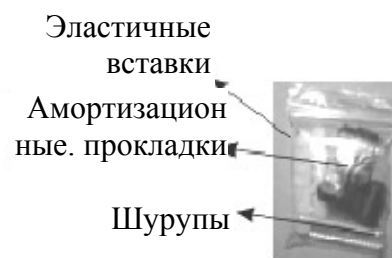 Эластичные
вставки
Амортизацион
ные. прокладки
Шурупы